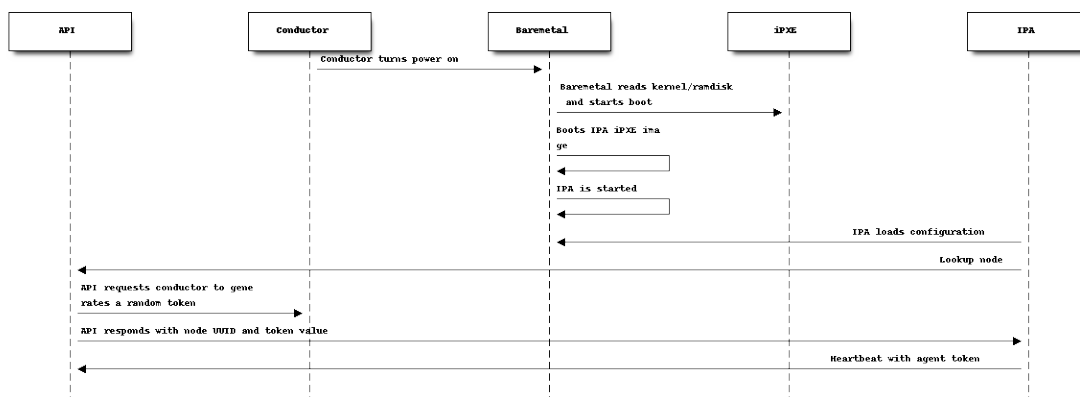 API
Conductor
Baremetal
iPXE
IPA
Conductor turns power on
Baremetal reads kernel/ramdisk
and starts boot
Boots IPA iPXE ima
ge
IPA is started
IPA loads configuration
Lookup node
API requests conductor to gene
rates a random token
API responds with node UUID and token value
Heartbeat with agent token